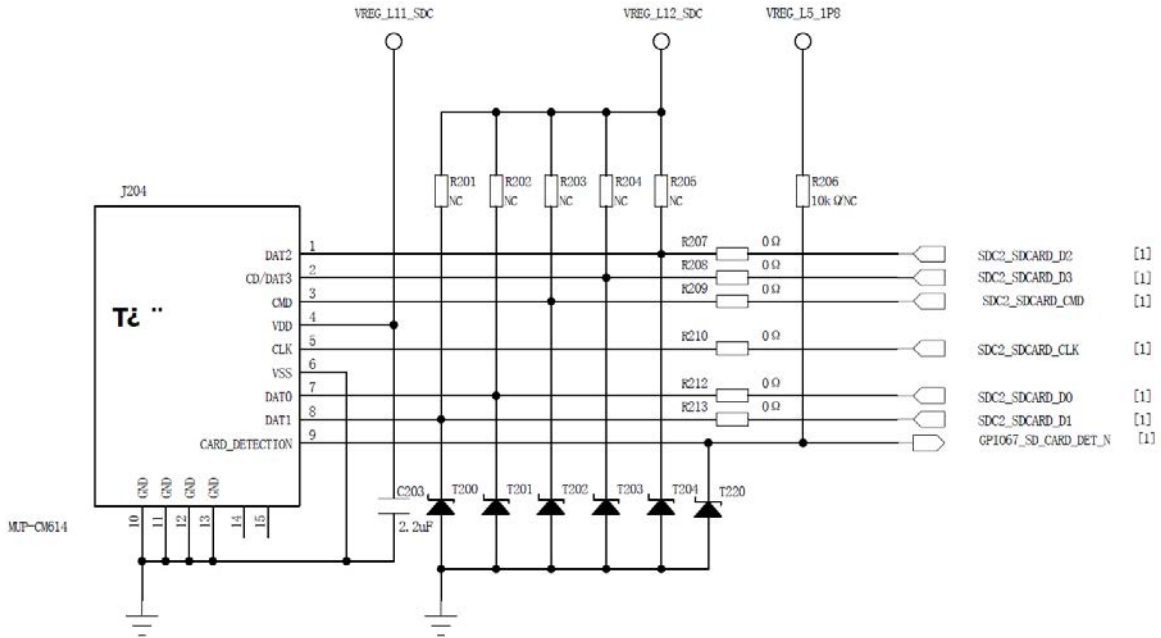 VREG_L11_SDC VREG_L12_SDC VREG_L5_1P8
R201 R202 R203 R204 R205 R206
NC NC NC NC NC 10kΩ/NC
J204
DAT2 1 R207 0Ω SDC2_SDCARD_D2 [1]
CD/DAT3 2 R208 0Ω SDC2_SDCARD_D3 [1]
CMD 3 R209 0Ω SDC2_SDCARD_CMD [1]
Tċ ¨ VDD 4
CLK 5 R210 0Ω SDC2_SDCARD_CLK [1]
VSS 6
DAT0 7 R212 0Ω SDC2_SDCARD_D0 [1]
DAT1 8 R213 0Ω SDC2_SDCARD_D1 [1]
CARD_DETECTION 9 GPIO67_SD_CARD_DET_N [1]
GND GND GND GND C203 T200 T201 T202 T203 T204 T220
MUP-CM614 10 11 12 13 14 15 2.2uF